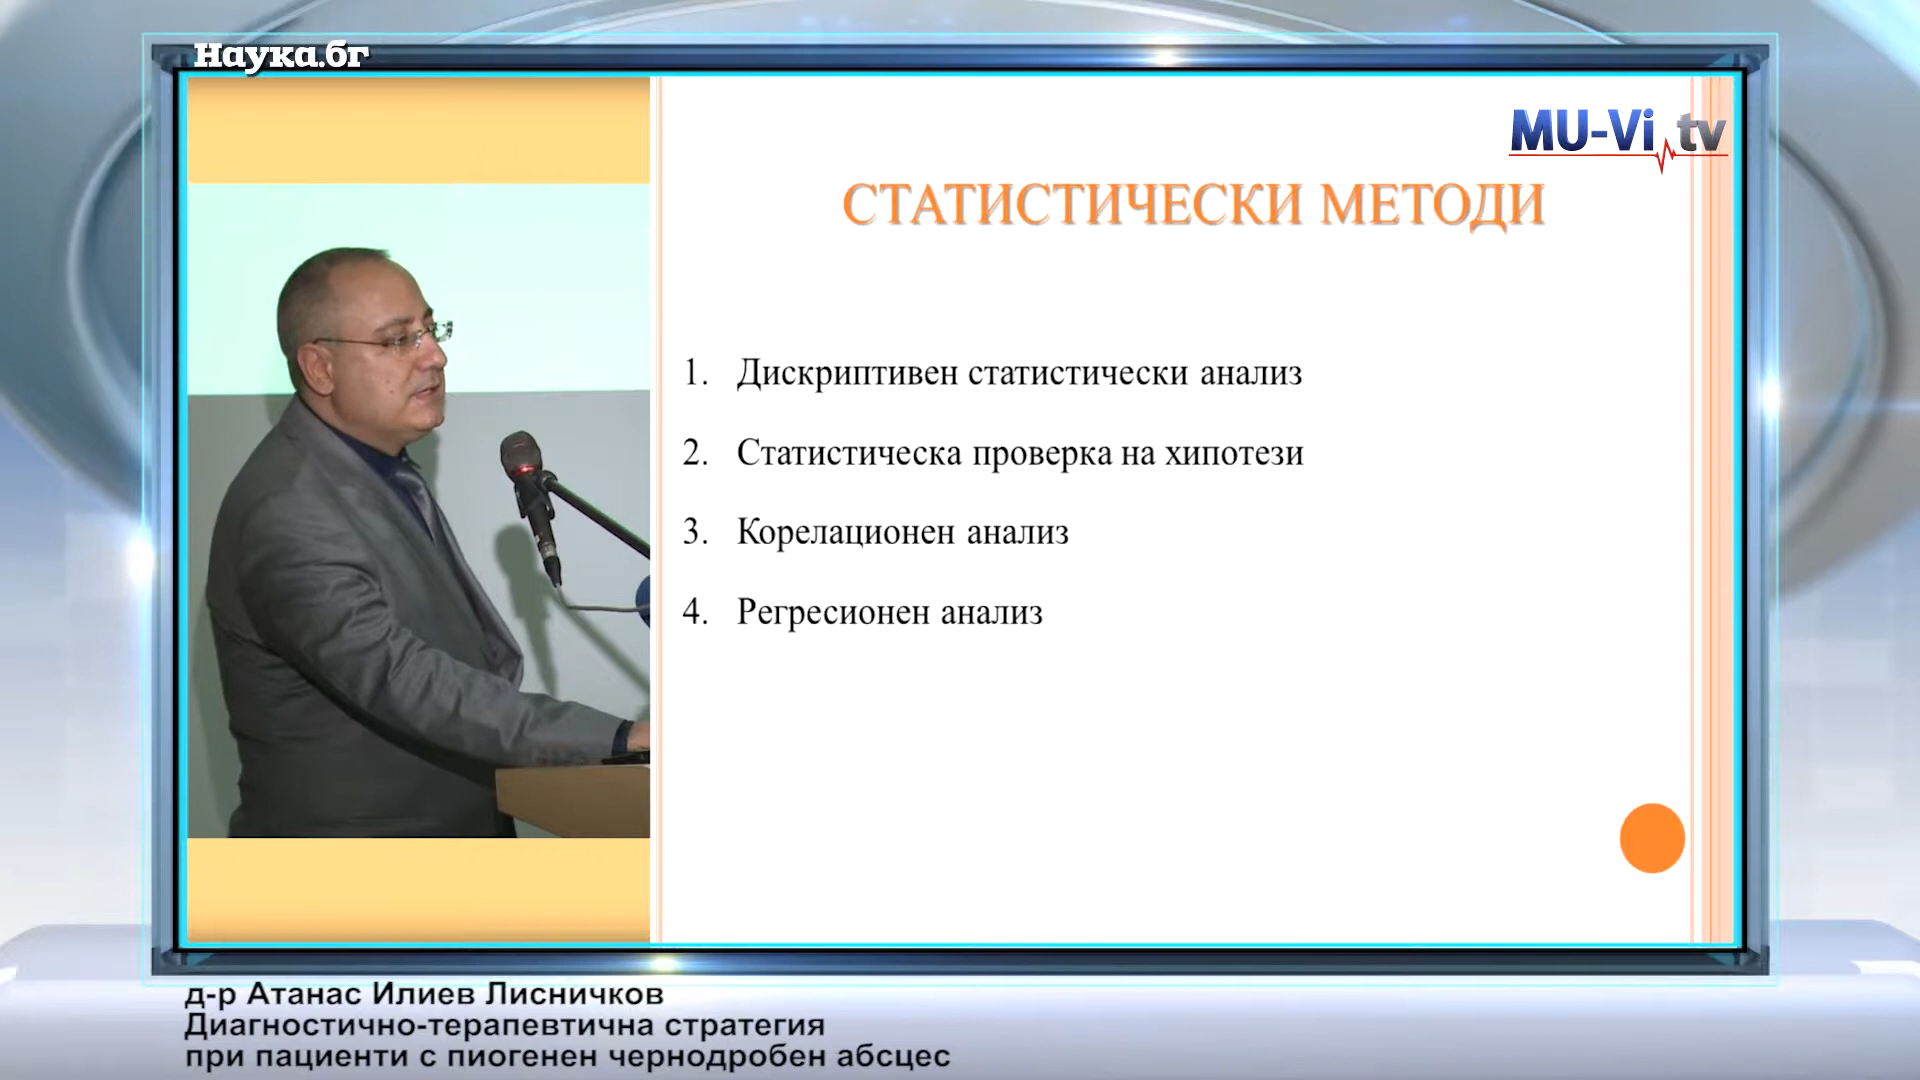 Наука.бг
MU-Vi tv
СТАТИСТИЧЕСКИ МЕТОДИ
1. Дискриптивен статистически анализ
2. Статистическа проверка на хипотези
3. Корелационен анализ
4. Регресионен анализ
д-р Атанас Илиев Лисничков
Диагностично-терапевтична стратегия
при пациенти с пиогенен чернодробен абсцес